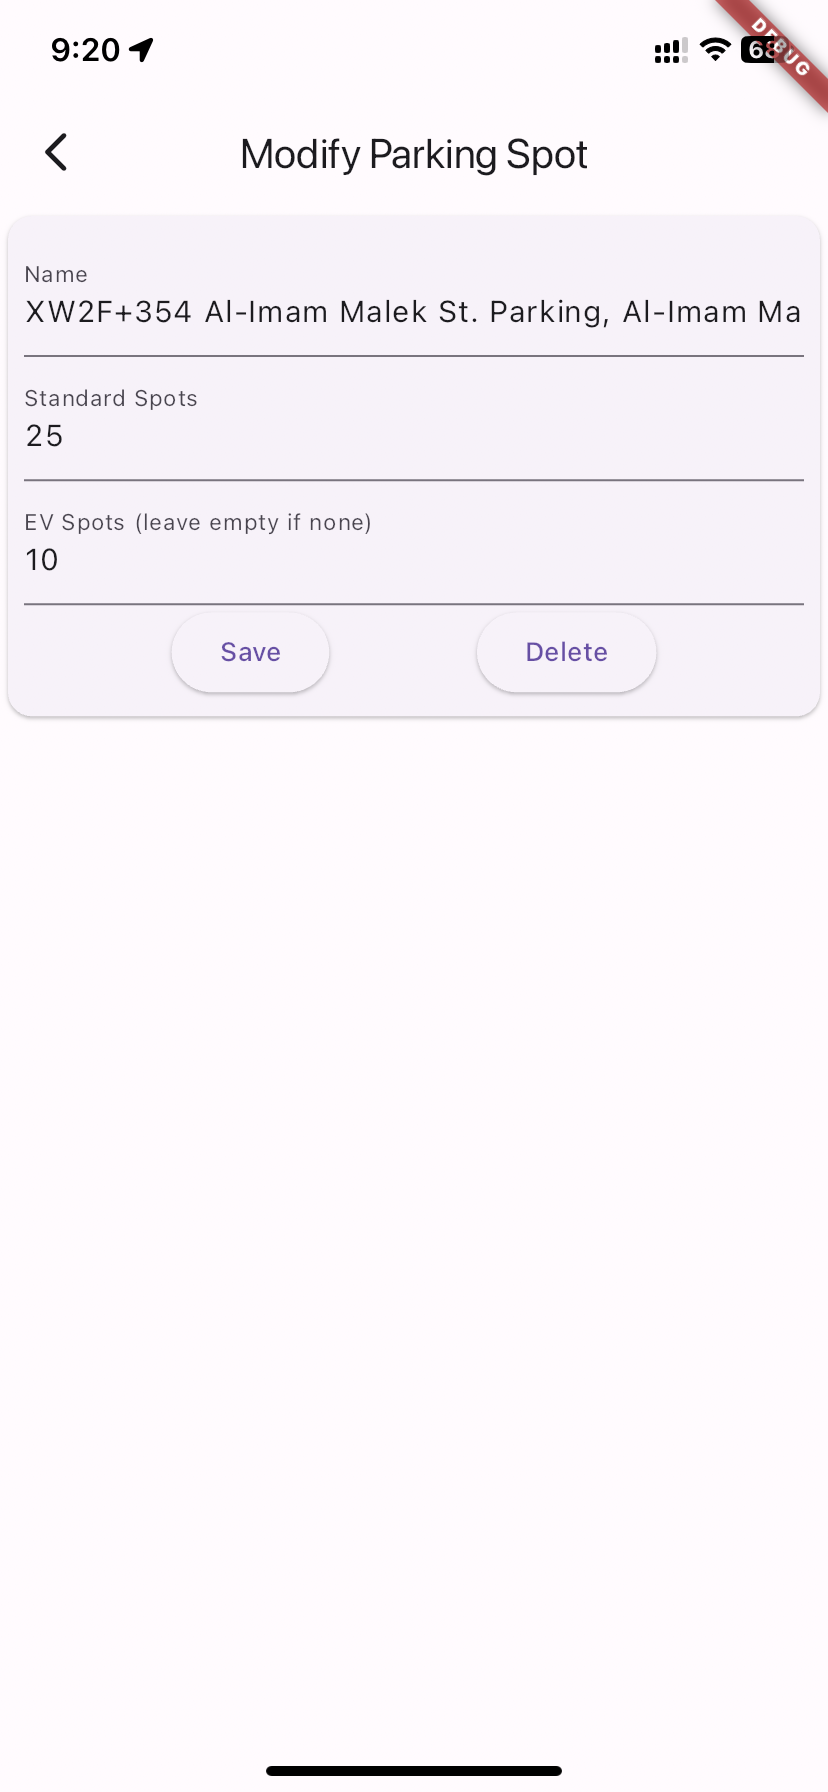 9:20
DEBUG
Modify Parking Spot
Name
XW2F+354 Al-Imam Malek St. Parking, Al-Imam Ma
Standard Spots
25
EV Spots (leave empty if none)
10
Save
Delete